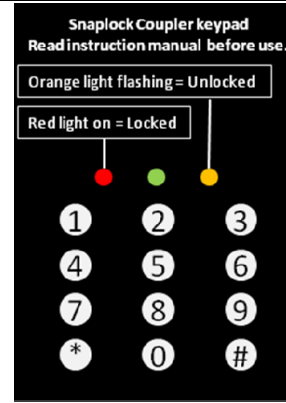 Snaplock Coupler keypad
Read instruction manual before use.
Orange light flashing = Unlocked
Red light on = Locked
1 2 3
4 5 6
7 8 9
* 0 #